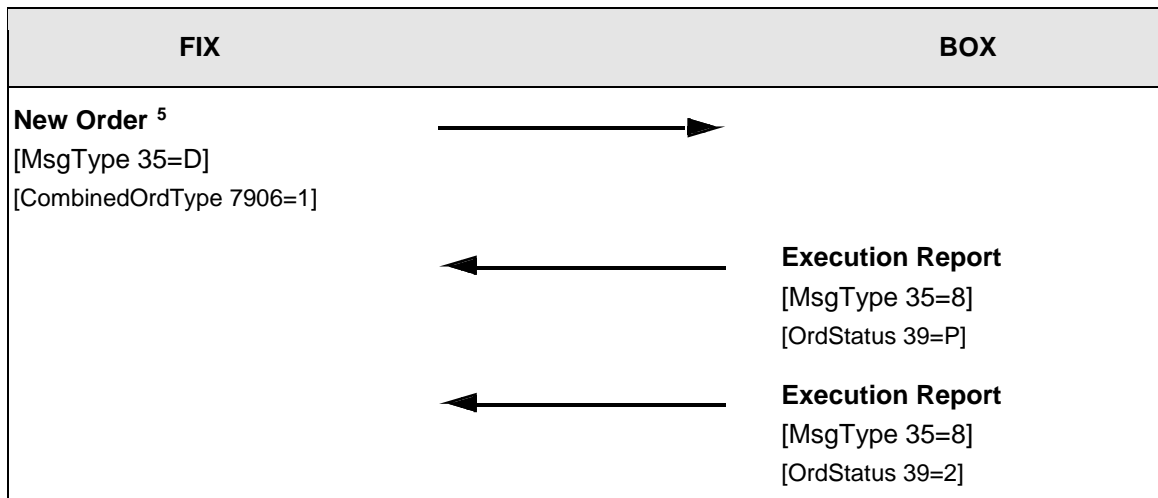 FIX BOX
New Order 5
[MsgType 35=D]
[CombinedOrdType 7906=1]
Execution Report
[MsgType 35=8]
[OrdStatus 39=P]
Execution Report
[MsgType 35=8]
[OrdStatus 39=2]